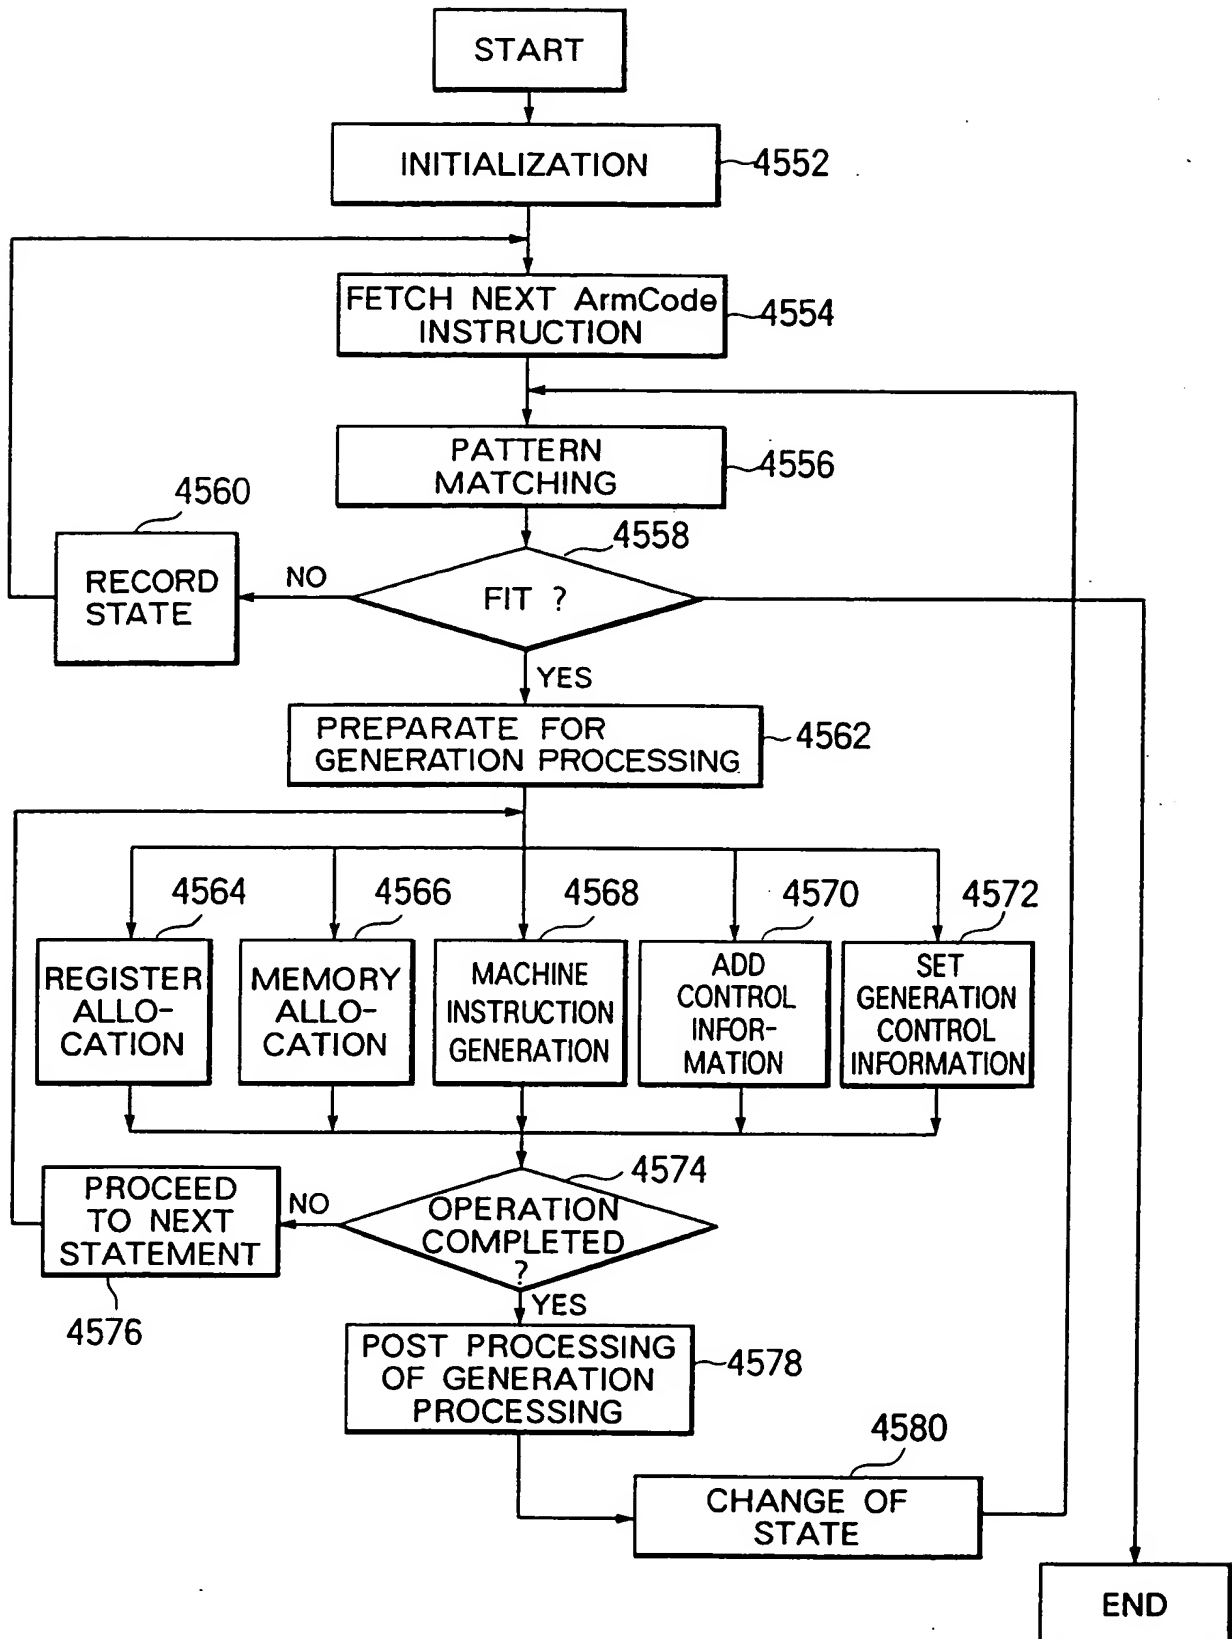 START
INITIALIZATION
4552
FETCH NEXT ArmCode
INSTRUCTION
4554
PATTERN
MATCHING
4556
4560
4558
RECORD
STATE
NO
FIT ?
YES
PREPARATE FOR
GENERATION PROCESSING
4562
4564
4566
4568
4570
4572
REGISTER
ALLO-
CATION
MEMORY
ALLO-
CATION
MACHINE
INSTRUCTION
GENERATION
ADD
CONTROL
INFOR-
MATION
SET
GENERATION
CONTROL
INFORMATION
4574
PROCEED
TO NEXT
STATEMENT
NO
OPERATION
COMPLETED
?
4576
YES
POST PROCESSING
OF GENERATION
PROCESSING
4578
4580
CHANGE OF
STATE
END